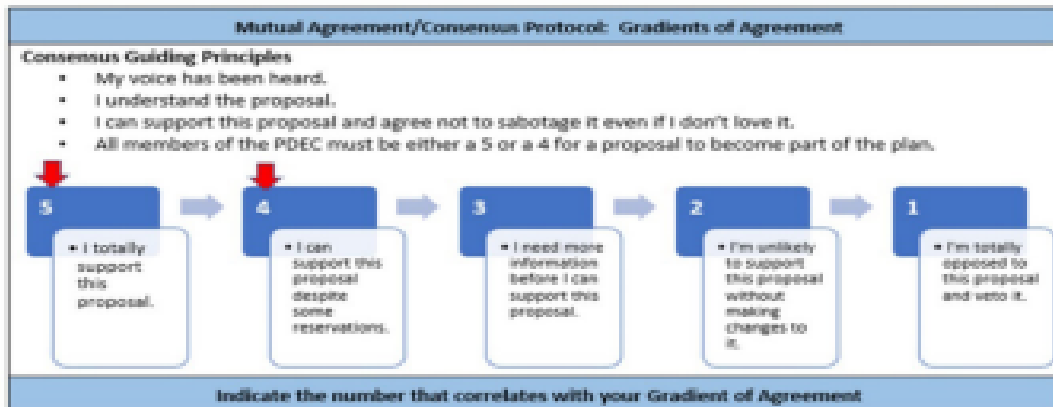 Mutual Agreement/Consensus Protocol: Gradients of Agreement
Consensus Guiding Principles
▪ My voice has been heard.
▪ I understand the proposal.
▪ I can support this proposal and agree not to sabotage it even if I don't love it.
▪ All members of the PDEC must be either a 5 or a 4 for a proposal to become part of the plan.
5
• I totally
support
this
proposal.
4
• I can
support this
proposal
despite
some
reservations.
3
• I need more
information
before I can
support this
proposal.
2
• I'm unlikely
to support
this proposal
without
making
changes to
it.
1
• I'm totally
opposed to
this proposal
and veto it.
Indicate the number that correlates with your Gradient of Agreement